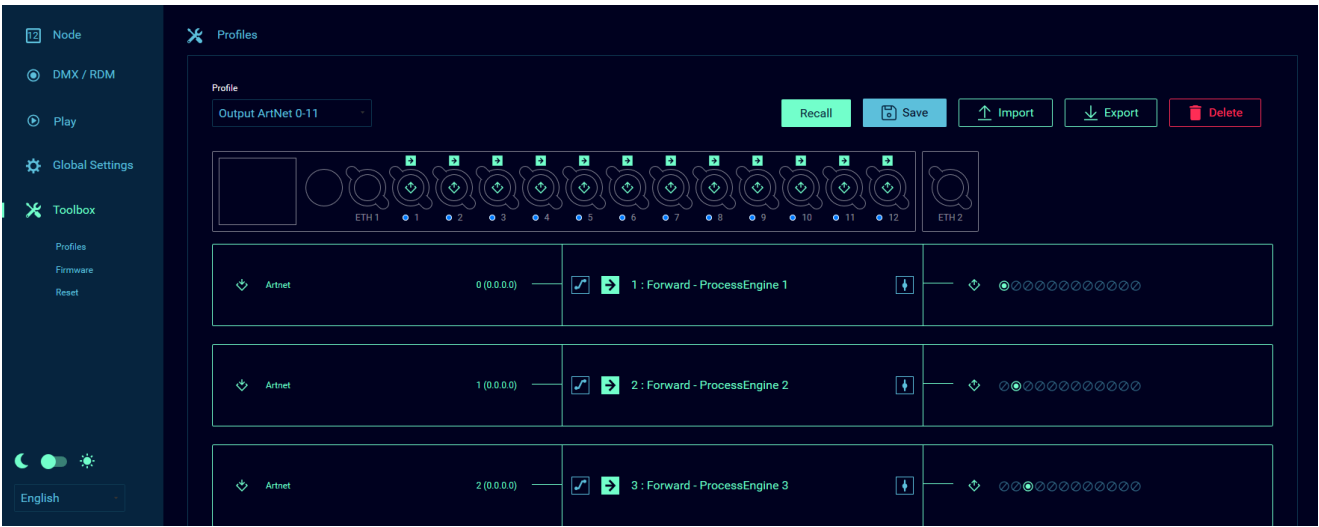 12 Node
DMX / RDM
Play
Global Settings
Toolbox
Profiles
Firmware
Reset
English
Profiles
Profile
Output ArtNet 0-11
Recall Save Import Export Delete
ETH 1 1 2 3 4 5 6 7 8 9 10 11 12 ETH 2
Artnet 0 (0.0.0.0) 1 : Forward - ProcessEngine 1
Artnet 1 (0.0.0.0) 2 : Forward - ProcessEngine 2
Artnet 2 (0.0.0.0) 3 : Forward - ProcessEngine 3